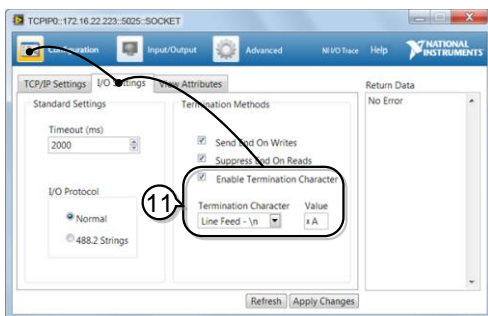 TCPIP0::172.16.22.223::5025::SOCKET
Configuration Input/Output Advanced NI I/O Trace Help NATIONAL INSTRUMENTS
TCP/IP Settings I/O Settings View Attributes
Return Data
No Error
Standard Settings
Timeout (ms)
2000
I/O Protocol
Normal
488.2 Strings
Termination Methods
Send End On Writes
Suppress End On Reads
Enable Termination Character
11
Termination Character Value
Line Feed - \n xA
Refresh Apply Changes